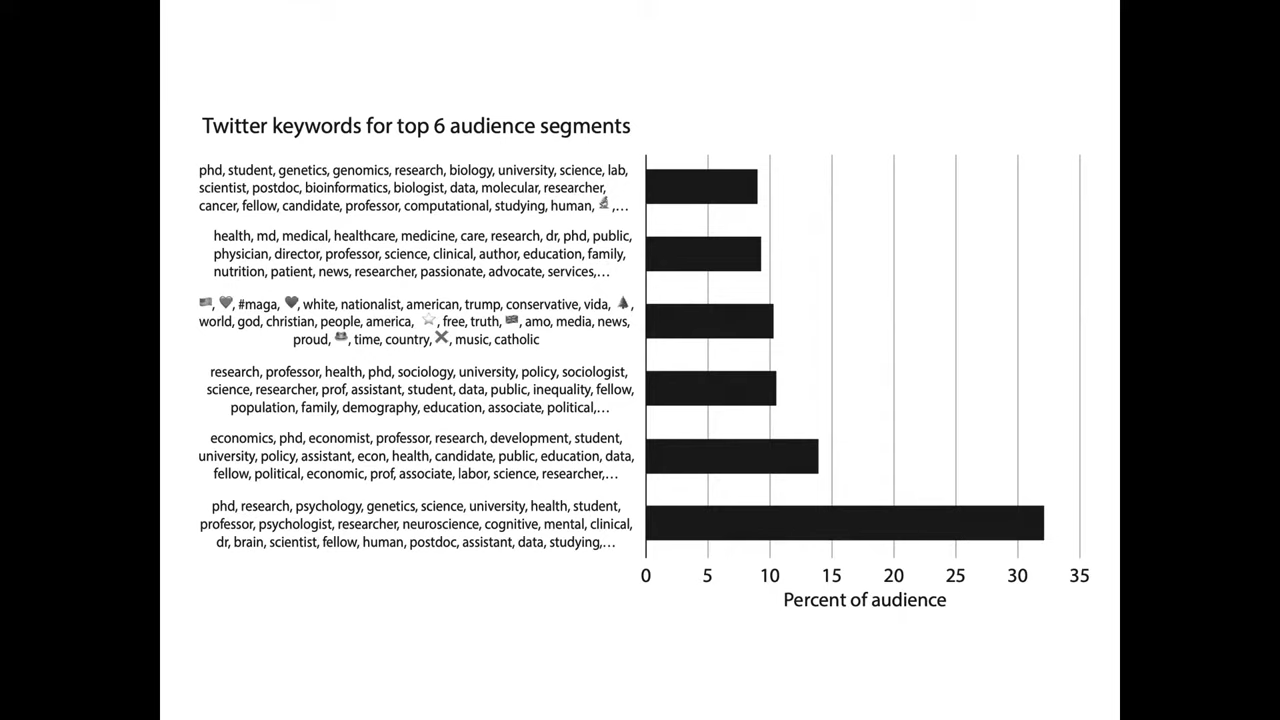 Twitter keywords for top 6 audience segments
phd, student, genetics, genomics, research, biology, university, science, lab,
scientist, postdoc, bioinformatics, biologist, data, molecular, researcher,
cancer, fellow, candidate, professor, computational, studying, human, 🔬,...
health, md, medical, healthcare, medicine, care, research, dr, phd, public,
physician, director, professor, science, clinical, author, education, family,
nutrition, patient, news, researcher, passionate, advocate, services,...
🇺🇸, ❤, #maga, ❤, white, nationalist, american, trump, conservative, vida, 🌲,
world, god, christian, people, america, ⭐, free, truth, , amo, media, news,
proud, , time, country, ❌, music, catholic
research, professor, health, phd, sociology, university, policy, sociologist,
science, researcher, prof, assistant, student, data, public, inequality, fellow,
population, family, demography, education, associate, political,...
economics, phd, economist, professor, research, development, student,
university, policy, assistant, econ, health, candidate, public, education, data,
fellow, political, economic, prof, associate, labor, science, researcher,...
phd, research, psychology, genetics, science, university, health, student,
professor, psychologist, researcher, neuroscience, cognitive, mental, clinical,
dr, brain, scientist, fellow, human, postdoc, assistant, data, studying,...
0 5 10 15 20 25 30 35
Percent of audience